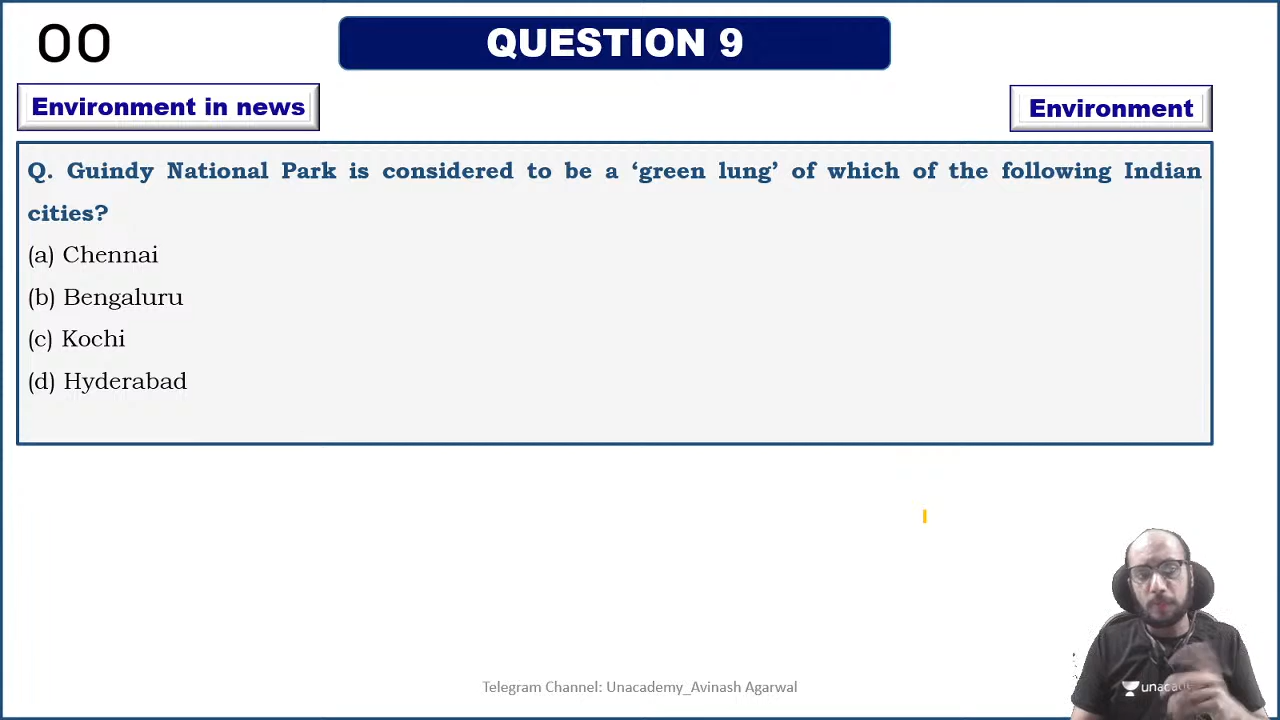 00
QUESTION 9
Environment in news
Environment
Q. Guindy National Park is considered to be a ‘green lung’ of which of the following Indian
cities?
(a) Chennai
(b) Bengaluru
(c) Kochi
(d) Hyderabad
Telegram Channel: Unacademy_Avinash Agarwal